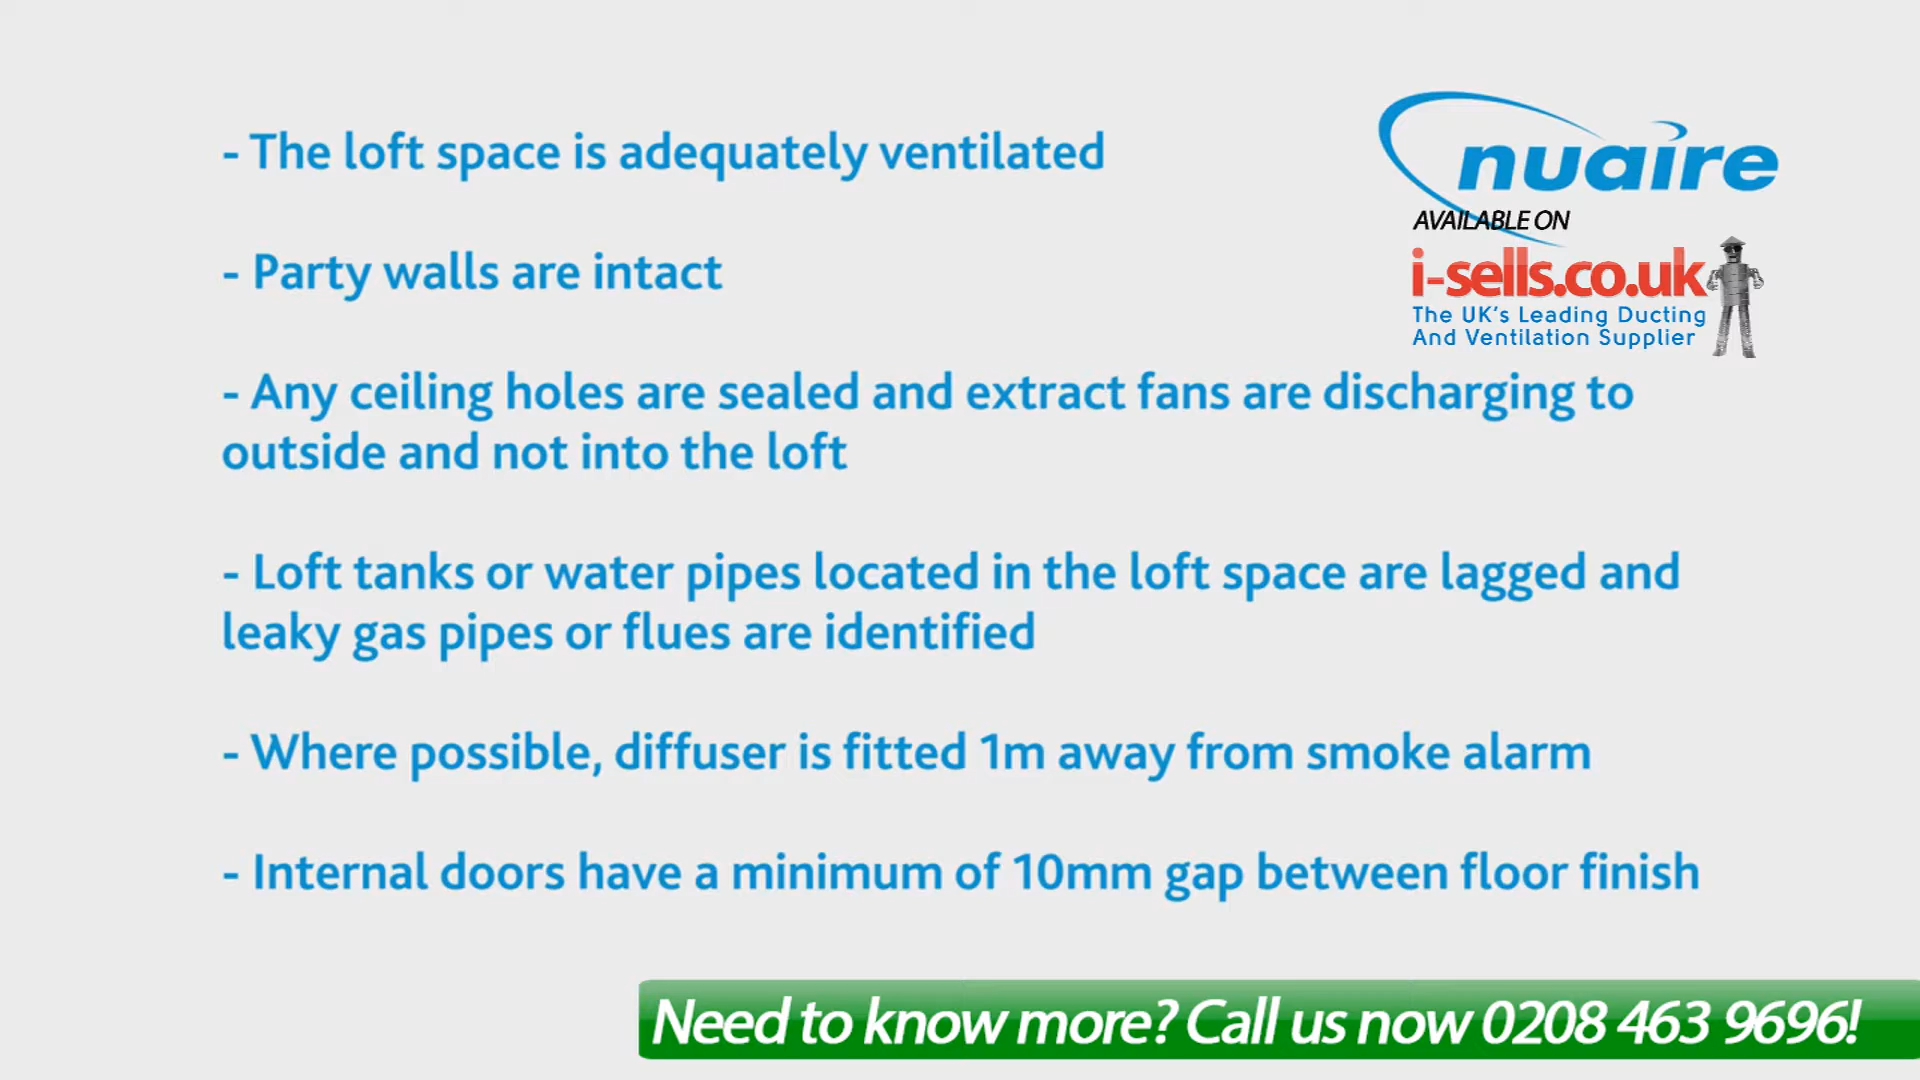 - The loft space is adequately ventilated
nuaire
AVAILABLE ON
- Party walls are intact
i-sells.co.uk
The UK's Leading Ducting
And Ventilation Supplier
- Any ceiling holes are sealed and extract fans are discharging to
outside and not into the loft
- Loft tanks or water pipes located in the loft space are lagged and
leaky gas pipes or flues are identified
- Where possible, diffuser is fitted 1m away from smoke alarm
- Internal doors have a minimum of 10mm gap between floor finish
Need to know more? Call us now 0208 463 9696!